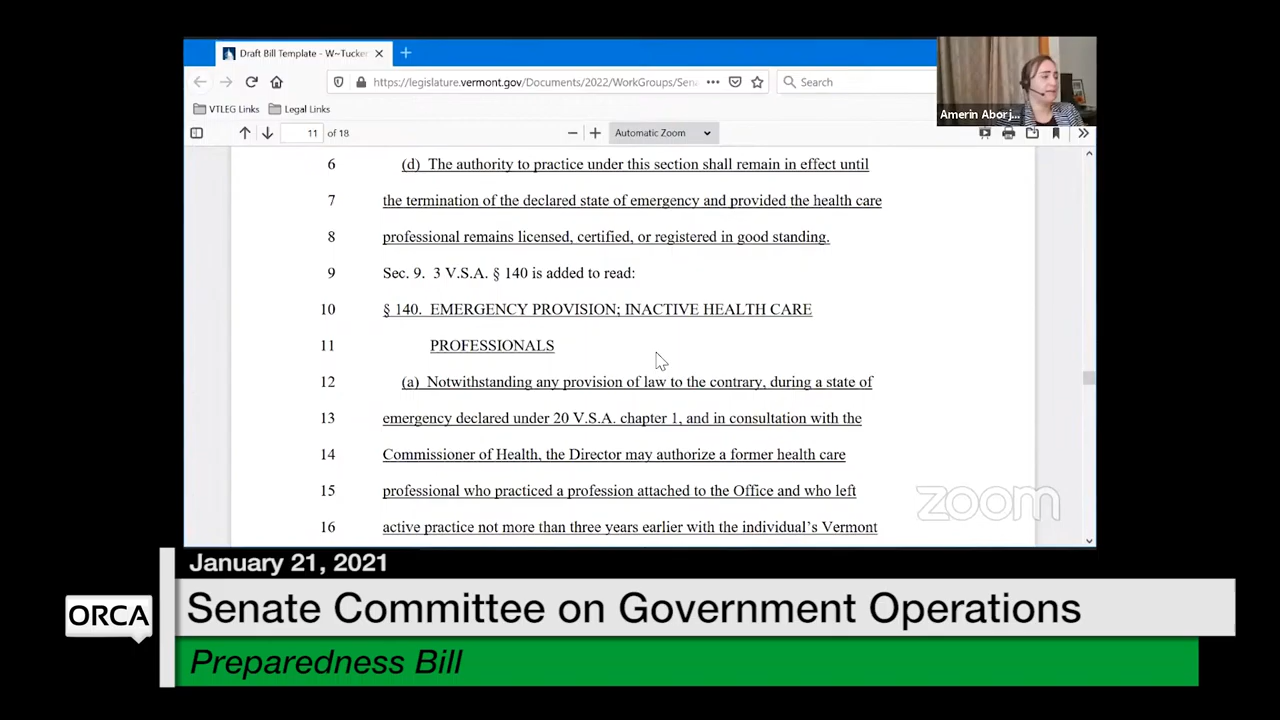 Draft Bill Template - W~Tucker
https://legislature.vermont.gov/Documents/2022/WorkGroups/Sen
Search
VTLEG Links Legal Links
Amerin Aborj...
11 of 18
Automatic Zoom
6 (d) The authority to practice under this section shall remain in effect until
7 the termination of the declared state of emergency and provided the health care
8 professional remains licensed, certified, or registered in good standing.
9 Sec. 9. 3 V.S.A. § 140 is added to read:
10 § 140. EMERGENCY PROVISION; INACTIVE HEALTH CARE
11 PROFESSIONALS
12 (a) Notwithstanding any provision of law to the contrary, during a state of
13 emergency declared under 20 V.S.A. chapter 1, and in consultation with the
14 Commissioner of Health, the Director may authorize a former health care
15 professional who practiced a profession attached to the Office and who left
16 active practice not more than three years earlier with the individual’s Vermont
zoom
January 21, 2021
ORCA
Senate Committee on Government Operations
Preparedness Bill